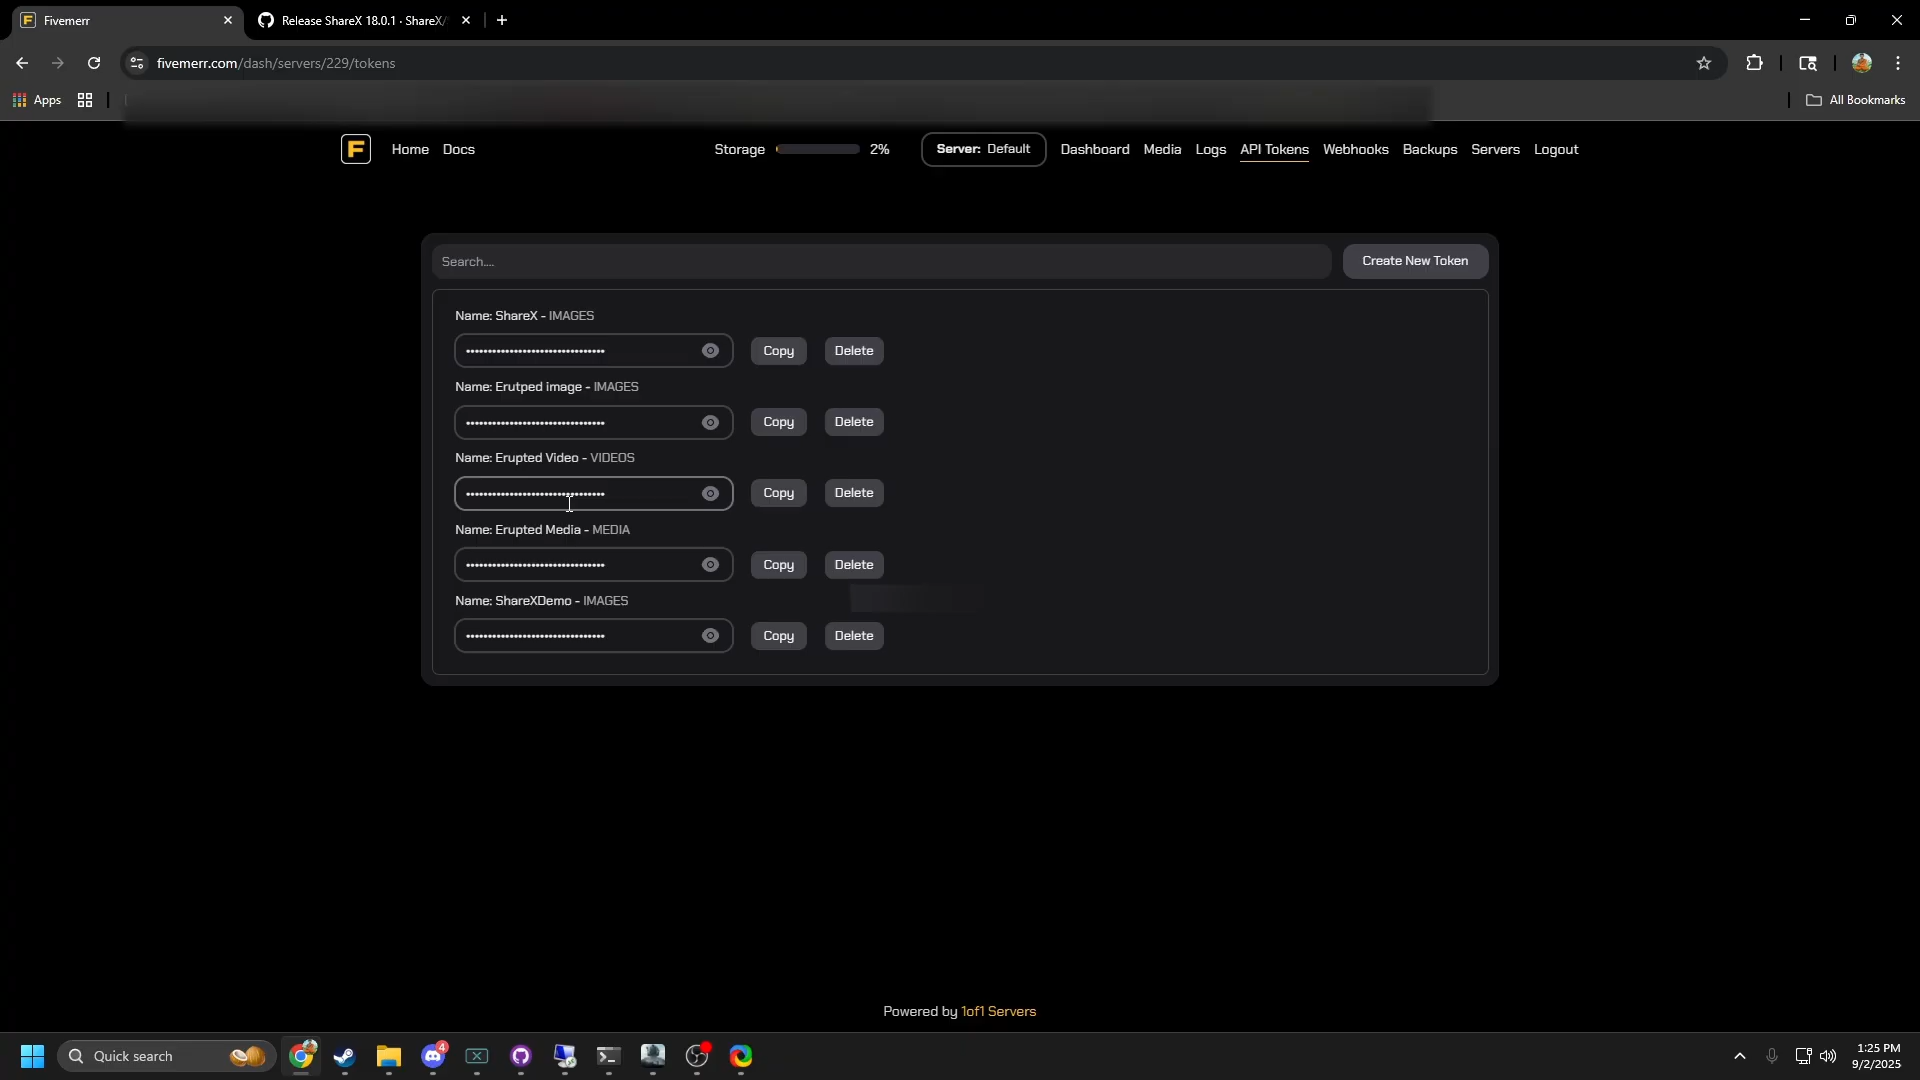 Fivemerr
Release ShareX 18.0.1 · ShareX/
fivemerr.com/dash/servers/229/tokens
Apps
All Bookmarks
F
Home
Docs
Storage
2%
Server: Default
Dashboard
Media
Logs
API Tokens
Webhooks
Backups
Servers
Logout
Search....
Create New Token
Name: ShareX - IMAGES
Copy
Delete
Name: Erutped image - IMAGES
Copy
Delete
Name: Erupted Video - VIDEOS
Copy
Delete
Name: Erupted Media - MEDIA
Copy
Delete
Name: ShareXDemo - IMAGES
Copy
Delete
Powered by 1of1 Servers
Quick search
4
1:25 PM
9/2/2025